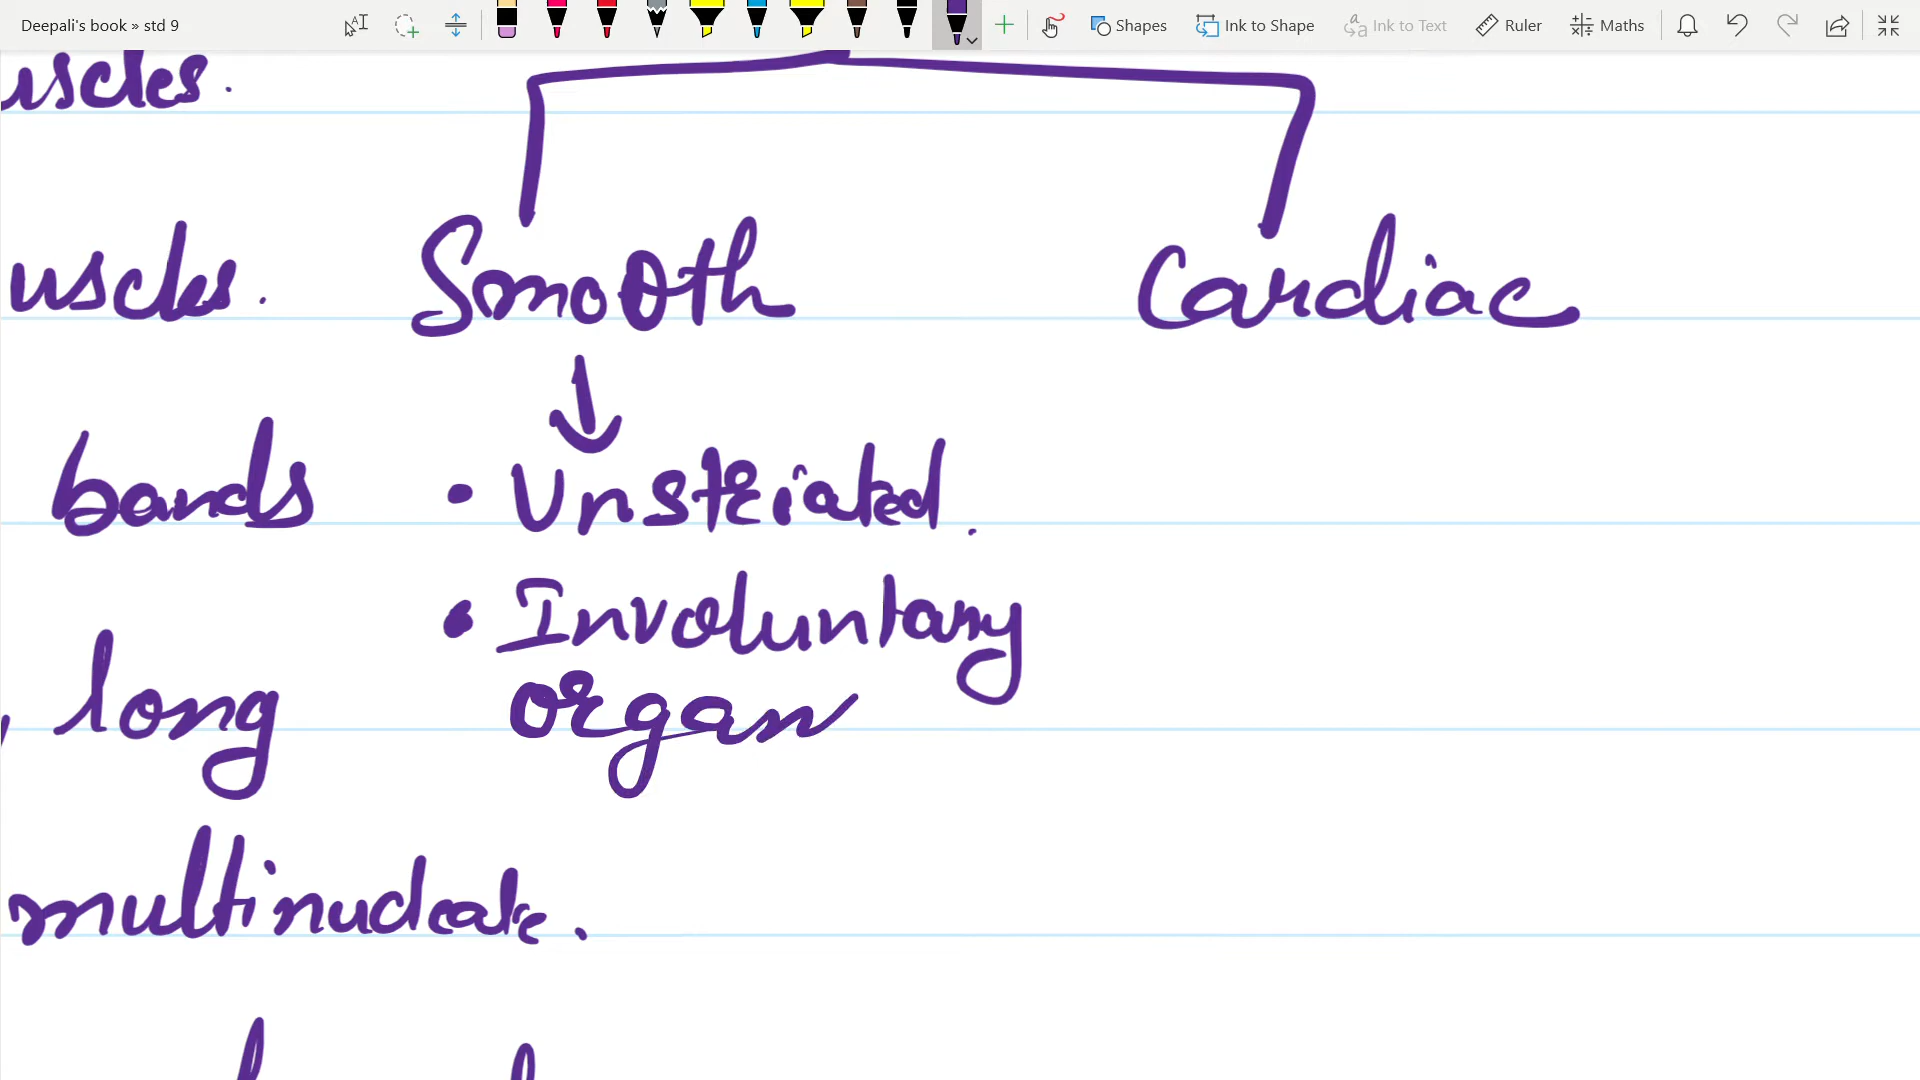 Deepali's book » std 9
Shapes Ink to Shape Ink to Text Ruler Maths
uscles.
uscles. Smooth Cardiac
bands • Unstriated.
• Involuntary
long organ
multinucleate.